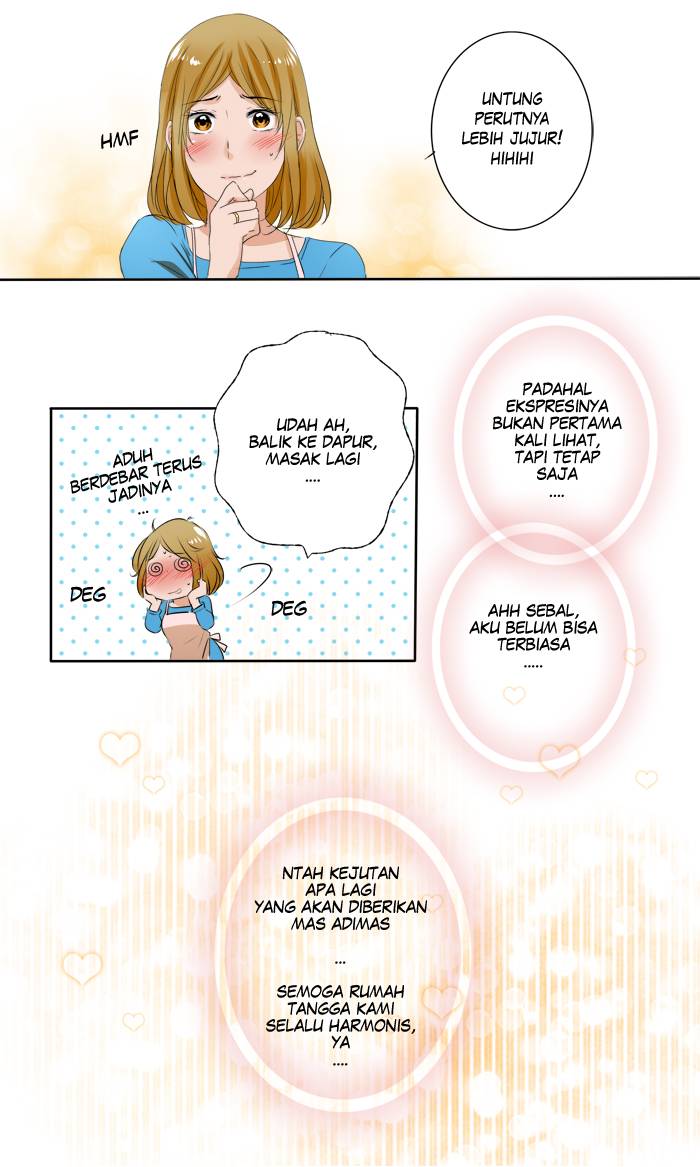 HMF
UNTUNG
PERUTNYA
LEBIH JUJUR!
HIHIHI
PADAHAL
EKSPRESINYA
BUKAN PERTAMA
KALI LIHAT,
TAPI TETAP
SAJA
....
UDAH AH,
BALIK KE DAPUR,
MASAK LAGI
....
ADUH
BERDEBAR TERUS
JADINYA
...
DEG
DEG
AHH SEBAL,
AKU BELUM BISA
TERBIASA
.....
NTAH KEJUTAN
APA LAGI
YANG AKAN DIBERIKAN
MAS ADIMAS
...
SEMOGA RUMAH
TANGGA KAMI
SELALU HARMONIS,
YA
....